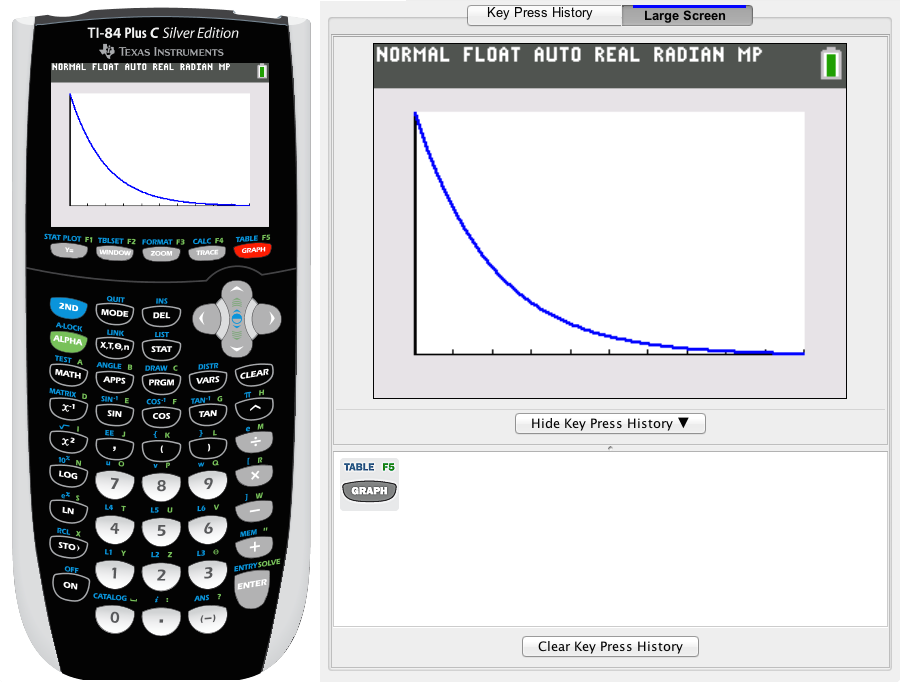 TI-84 Plus C Silver Edition
TEXAS INSTRUMENTS
NORMAL FLOAT AUTO REAL RADIAN MP
STAT PLOT F1 TBLSET F2 FORMAT F3 CALC F4 TABLE F5
Y= WINDOW ZOOM TRACE GRAPH
QUIT INS
2ND MODE DEL
A-LOCK LINK LIST
ALPHA X,T,Θ,n STAT
TEST A ANGLE B DRAW C DISTR
MATH APPS PRGM VARS CLEAR
MATRIX D SIN⁻¹ E COS⁻¹ F TAN⁻¹ G π H
X⁻¹ SIN COS TAN ^
√ I EE J { K } L e M
X² , ( ) ÷
10ˣ N u O v P w Q [ R
LOG 7 8 9 ×
eˣ S L4 T L5 U L6 V ] W
LN 4 5 6 −
RCL X L1 Y L2 Z L3 θ MEM "
STO› 1 2 3 +
OFF CATALOG ⎵ i : ANS ? ENTRY SOLVE
ON 0 . (−) ENTER
Key Press History Large Screen
NORMAL FLOAT AUTO REAL RADIAN MP
Hide Key Press History ▼
TABLE F5
GRAPH
Clear Key Press History